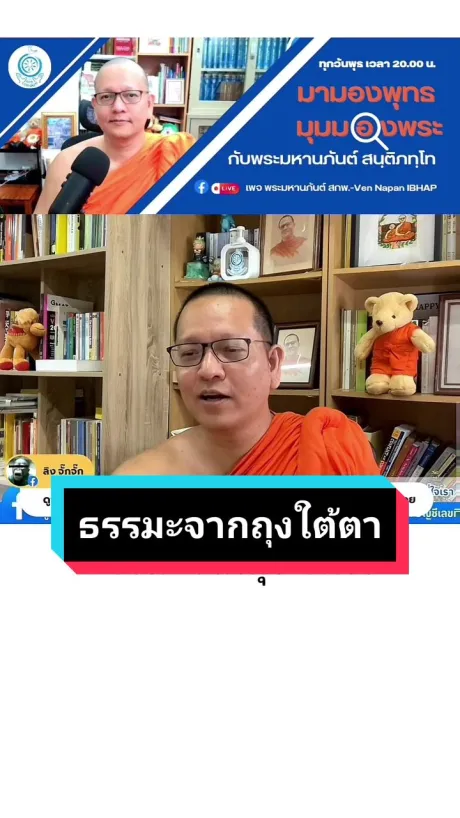 ทุกวันพุธ เวลา 20.00 น.
มามองพุทธ
มุมมองพระ
กับพระมหานภันต์ สนฺติภทฺโท
LIVE เพจ พระมหานภันต์ สกพ.-Ven Napan IBHAP
HAPPY
ลิง จั๊กจั๊ก
ธรรมะจากถุงใต้ตา